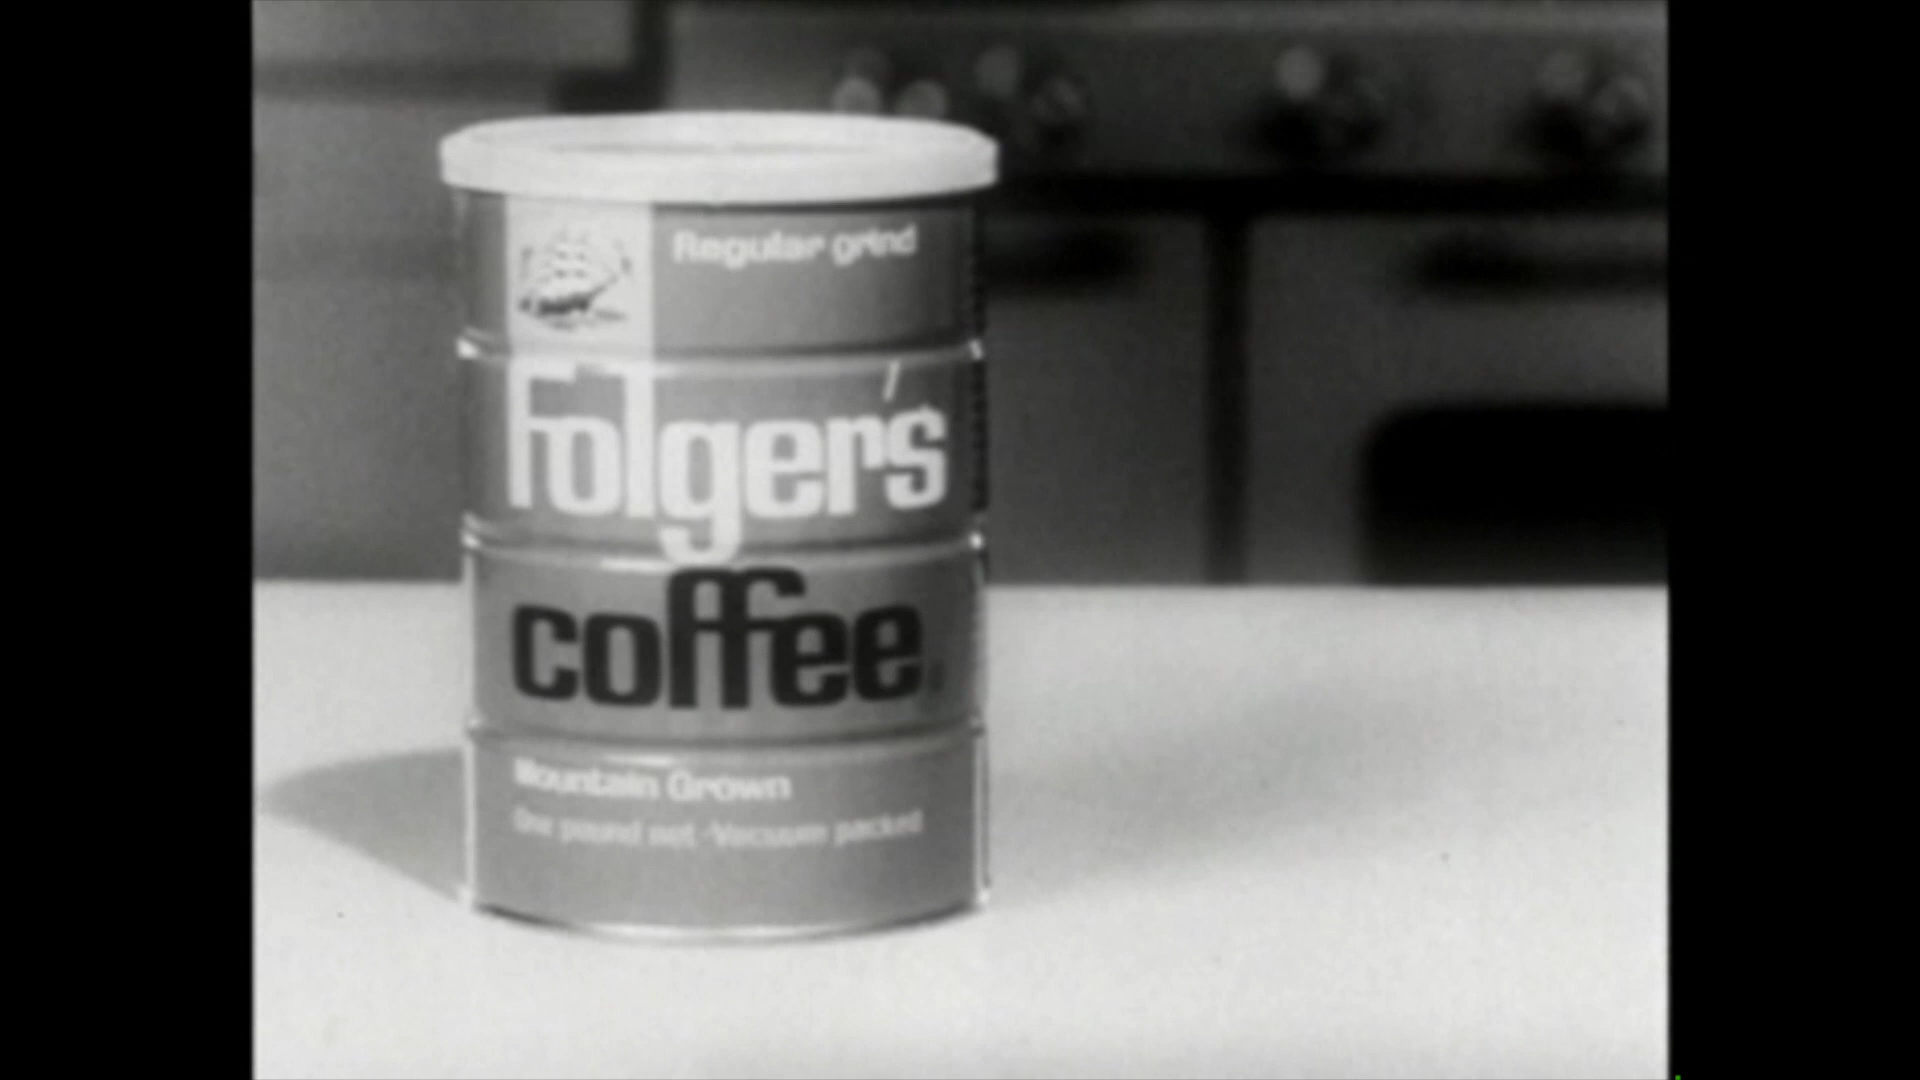 Regular grind
Folger's
coffee.
Mountain Grown
One pound net - Vacuum packed